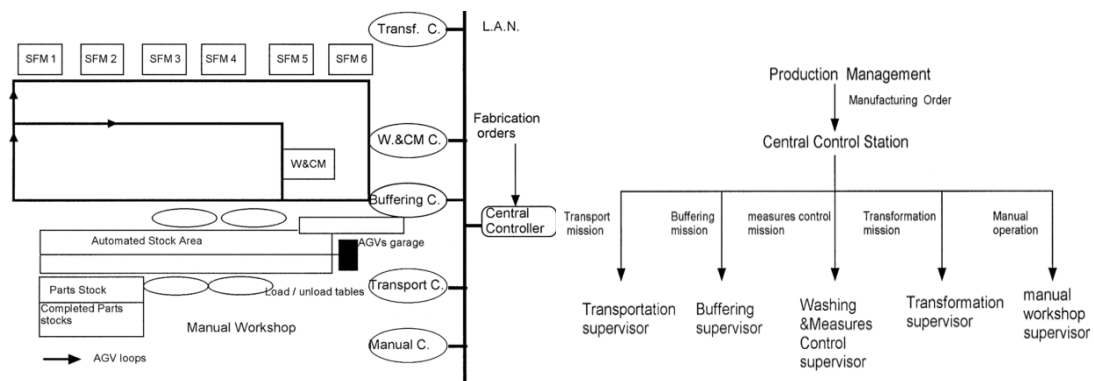 Transf. C.
L.A.N.
SFM 1
SFM 2
SFM 3
SFM 4
SFM 5
SFM 6
Fabrication
orders
W.&CM C.
W&CM
Buffering C.
Central
Controller
Automated Stock Area
AGVs garage
Parts Stock
Load / unload tables
Transport C.
Completed Parts
stocks
Manual Workshop
Manual C.
AGV loops
Production Management
Manufacturing Order
Central Control Station
Transport
mission
Buffering
mission
measures control
mission
Transformation
mission
Manual
operation
Transportation
supervisor
Buffering
supervisor
Washing
&Measures
Control
supervisor
Transformation
supervisor
manual
workshop
supervisor